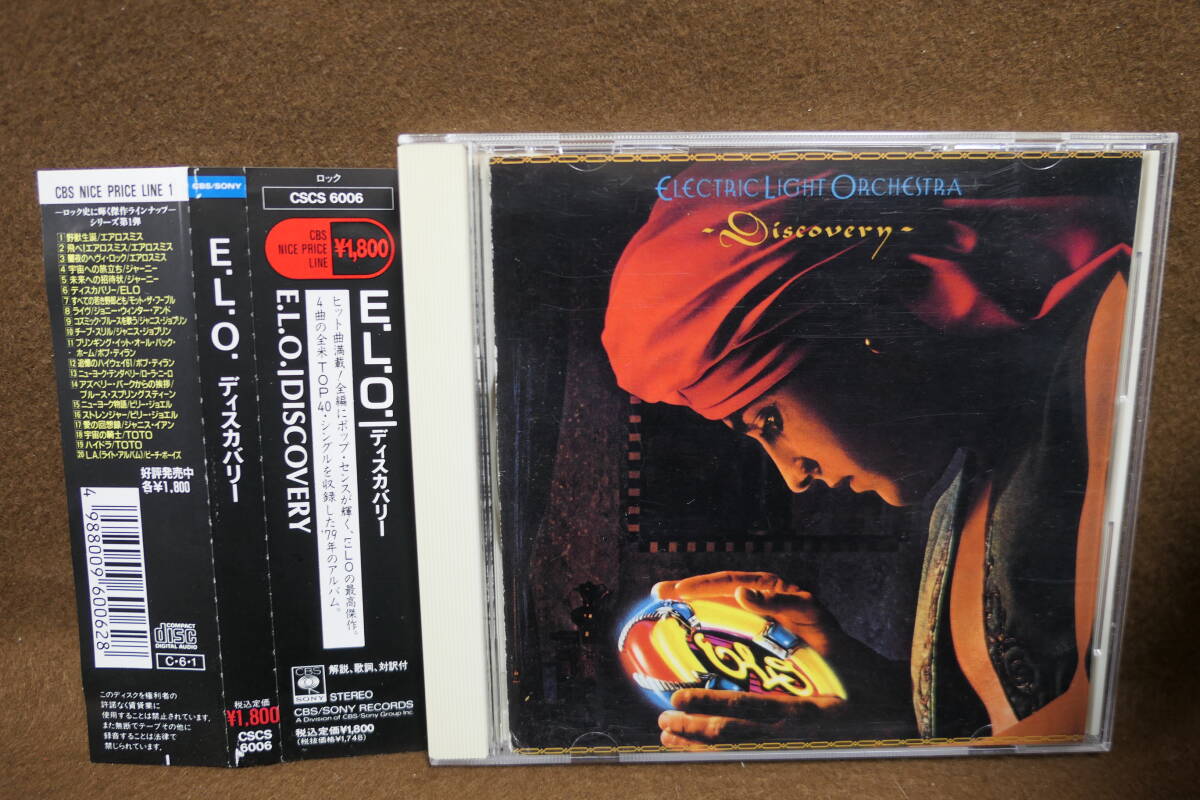 CBS NICE PRICE LINE 1
―ロック史に輝く傑作ラインナップ―
シリーズ第1弾
1 野獣生誕/エアロスミス
2 飛べ!エアロスミス/エアロスミス
3 闇夜のヘヴィ・ロック/エアロスミス
4 宇宙への旅立ち/ジャーニー
5 未来への招待状/ジャーニー
6 ディスカバリー/ELO
7 すべての若き野郎ども/モット・ザ・フープル
8 ライヴ/ジョニー・ウィンター・アンド
9 コズミック・ブルースを歌う/ジャニス・ジョプリン
10 チープ・スリル/ジャニス・ジョプリン
11 ブリンギング・イット・オール・バック・
ホーム/ボブ・ディラン
12 追憶のハイウェイ61/ボブ・ディラン
13 ニューヨーク・テンダベリー/ローラ・ニーロ
14 アズベリー・パークからの挨拶/
ブルース・スプリングスティーン
15 ニューヨーク物語/ビリー・ジョエル
16 ストレンジャー/ビリー・ジョエル
17 愛の回想録/ジャニス・イアン
18 宇宙の騎士/TOTO
19 ハイドラ/TOTO
20 L.A.(ライト・アルバム)/ビーチ・ボーイズ
好評発売中
各¥1,800
4 988009 600628
COMPACT
disc
DIGITAL AUDIO
C・6・1
このディスクを権利者の
許諾なく賃貸業に
使用することは禁止されています。
また無断でテープその他に
録音することは法律で
禁じられています。
CBS/SONY
E.L.O. ディスカバリー
税込定価
¥1,800
CSCS
6006
ロック
CSCS 6006
CBS
NICE PRICE
LINE
¥1,800
E.L.O. ディスカバリー
ヒット曲満載!全編にポップ・センスが輝く、ELOの最高傑作。
4曲の全米TOP40・シングルを収録した'79年のアルバム。
E.L.O./DISCOVERY
CBS
SONY
解説、歌詞、対訳付
STEREO
CBS/SONY RECORDS
A Division of CBS/Sony Group Inc.
税込定価¥1,800
(税抜価格¥1,748)
ELECTRIC LIGHT ORCHESTRA
-Discovery-